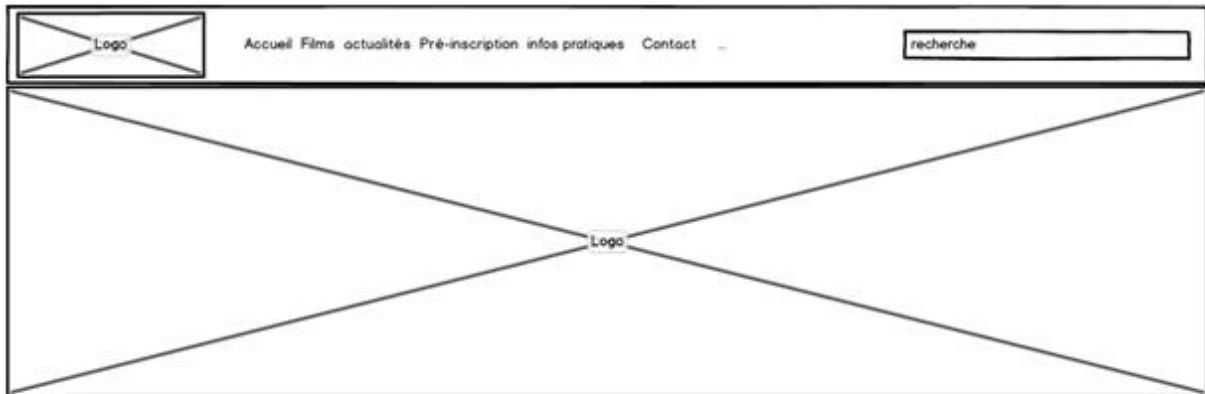 Logo
Accueil Films actualités Pré-inscription infos pratiques Contact ...
recherche
Logo